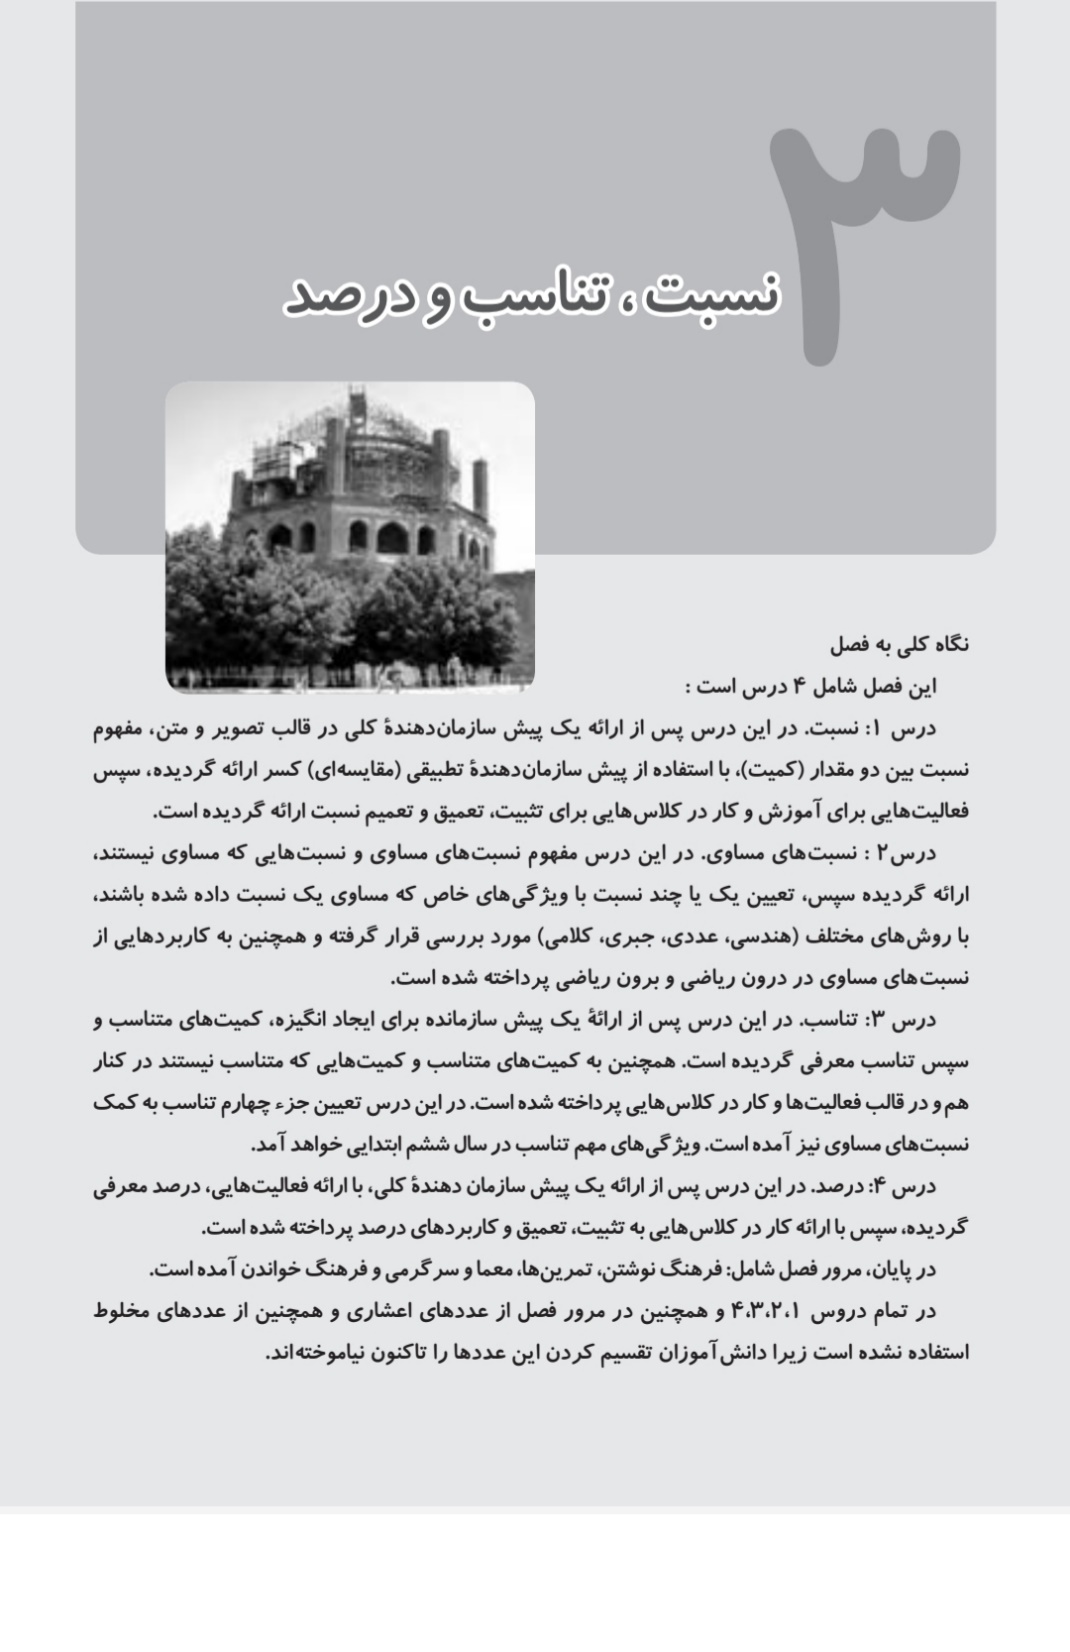 ۳
نسبت، تناسب و درصد
نگاه کلی به فصل
این فصل شامل ۴ درس است :
درس ۱: نسبت. در این درس پس از ارائه یک پیش سازمان‌دهندهٔ کلی در قالب تصویر و متن، مفهوم
نسبت بین دو مقدار (کمیت)، با استفاده از پیش سازمان‌دهندهٔ تطبیقی (مقایسه‌ای) کسر ارائه گردیده، سپس
فعالیت‌هایی برای آموزش و کار در کلاس‌هایی برای تثبیت، تعمیق و تعمیم نسبت ارائه گردیده است.
درس۲ : نسبت‌های مساوی. در این درس مفهوم نسبت‌های مساوی و نسبت‌هایی که مساوی نیستند،
ارائه گردیده سپس، تعیین یک یا چند نسبت با ویژگی‌های خاص که مساوی یک نسبت داده شده باشند،
با روش‌های مختلف (هندسی، عددی، جبری، کلامی) مورد بررسی قرار گرفته و همچنین به کاربردهایی از
نسبت‌های مساوی در درون ریاضی و برون ریاضی پرداخته شده است.
درس ۳: تناسب. در این درس پس از ارائهٔ یک پیش سازمانده برای ایجاد انگیزه، کمیت‌های متناسب و
سپس تناسب معرفی گردیده است. همچنین به کمیت‌های متناسب و کمیت‌هایی که متناسب نیستند در کنار
هم و در قالب فعالیت‌ها و کار در کلاس‌هایی پرداخته شده است. در این درس تعیین جزء چهارم تناسب به کمک
نسبت‌های مساوی نیز آمده است. ویژگی‌های مهم تناسب در سال ششم ابتدایی خواهد آمد.
درس ۴: درصد. در این درس پس از ارائه یک پیش سازمان دهندهٔ کلی، با ارائه فعالیت‌هایی، درصد معرفی
گردیده، سپس با ارائه کار در کلاس‌هایی به تثبیت، تعمیق و کاربردهای درصد پرداخته شده است.
در پایان، مرور فصل شامل: فرهنگ نوشتن، تمرین‌ها، معما و سرگرمی و فرهنگ خواندن آمده است.
در تمام دروس ۴،۳،۲،۱ و همچنین در مرور فصل از عددهای اعشاری و همچنین از عددهای مخلوط
استفاده نشده است زیرا دانش‌آموزان تقسیم کردن این عددها را تاکنون نیاموخته‌اند.